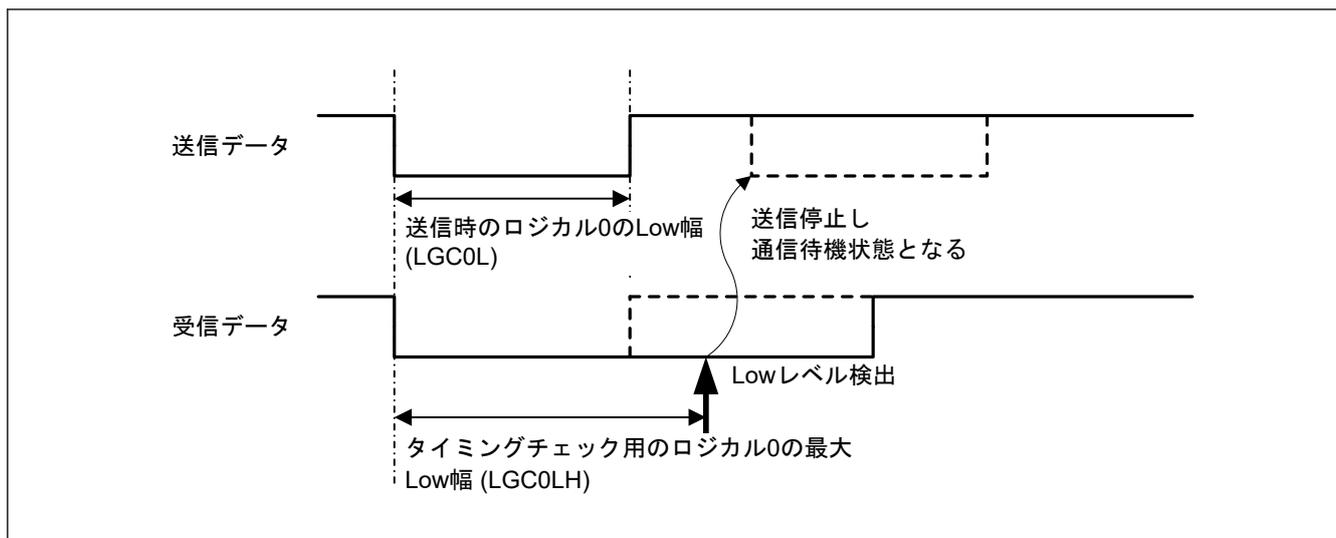 送信データ
送信時のロジカル0のLow幅
(LGC0L)
送信停止し
通信待機状態となる
受信データ
Lowレベル検出
タイミングチェック用のロジカル0の最大
Low幅 (LGC0LH)